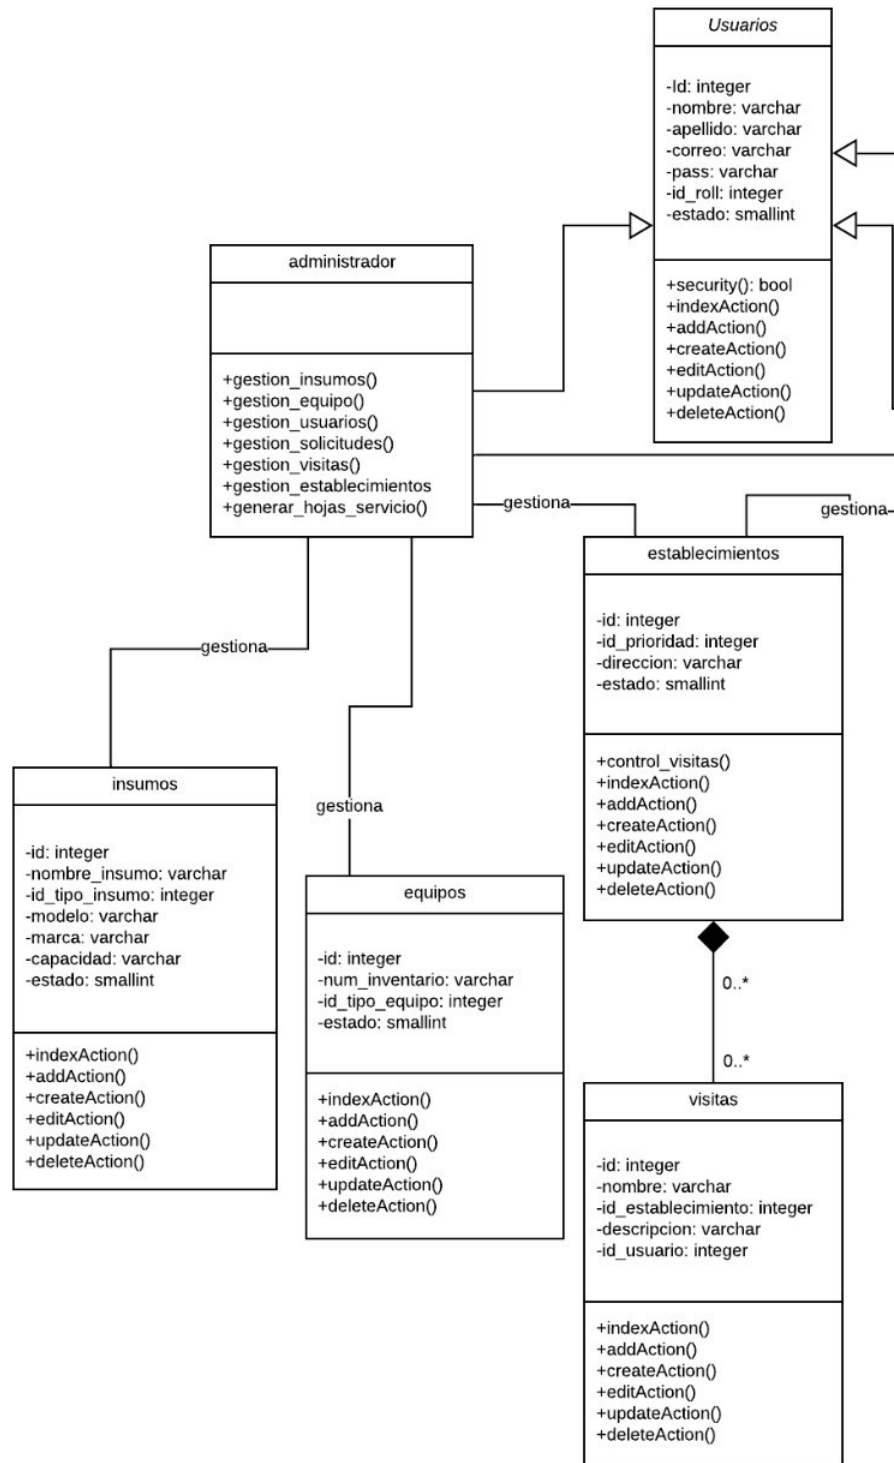 Usuarios
-Id: integer
-nombre: varchar
-apellido: varchar
-correo: varchar
-pass: varchar
-id_roll: integer
-estado: smallint
+security(): bool
+indexAction()
+addAction()
+createAction()
+editAction()
+updateAction()
+deleteAction()
administrador
+gestion_insumos()
+gestion_equipo()
+gestion_usuarios()
+gestion_solicitudes()
+gestion_visitas()
+gestion_establecimientos
+generar_hojas_servicio()
gestiona
gestiona
gestiona
gestiona
establecimientos
-id: integer
-id_prioridad: integer
-direccion: varchar
-estado: smallint
+control_visitas()
+indexAction()
+addAction()
+createAction()
+editAction()
+updateAction()
+deleteAction()
insumos
-id: integer
-nombre_insumo: varchar
-id_tipo_insumo: integer
-modelo: varchar
-marca: varchar
-capacidad: varchar
-estado: smallint
+indexAction()
+addAction()
+createAction()
+editAction()
+updateAction()
+deleteAction()
equipos
-id: integer
-num_inventario: varchar
-id_tipo_equipo: integer
-estado: smallint
+indexAction()
+addAction()
+createAction()
+editAction()
+updateAction()
+deleteAction()
0..*
0..*
visitas
-id: integer
-nombre: varchar
-id_establecimiento: integer
-descripcion: varchar
-id_usuario: integer
+indexAction()
+addAction()
+createAction()
+editAction()
+updateAction()
+deleteAction()